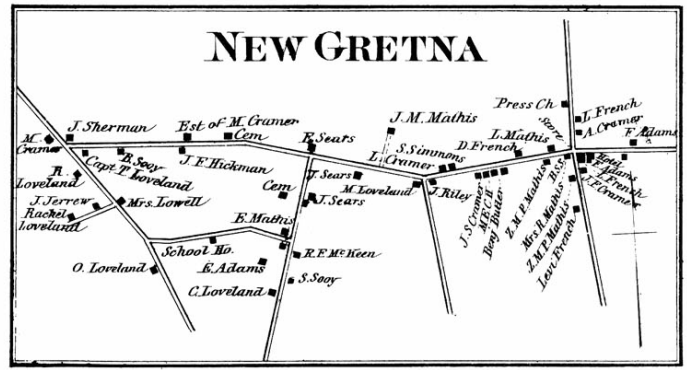 NEW GRETNA
Press Ch
L. French
A. Cramer
Store
F. Adams
J. M. Mathis
J. Sherman
Est of M. Cramer
Cem
E. Sears
L. Mathis
D. French
S. Simmons
L. Cramer
M. Cramer
B. Sooy
Capt. T. Loveland
J. F. Hickman
R. Loveland
J. Sears
M. Loveland
J. Riley
J. S. Cramer
M.E.CH
Z. M. P. Mathis
B.S.S.
Hotel
F. Adams
L. French
J. P. Cramer
Cem
J. Sears
J. Jerrew
Rachel
Loveland
Mrs. Lowell
E. Mathis
Mrs. R. Mathis
Z. M. P. Mathis
Levi French
School Ho.
R. F. McKeen
E. Adams
O. Loveland
S. Sooy
C. Loveland